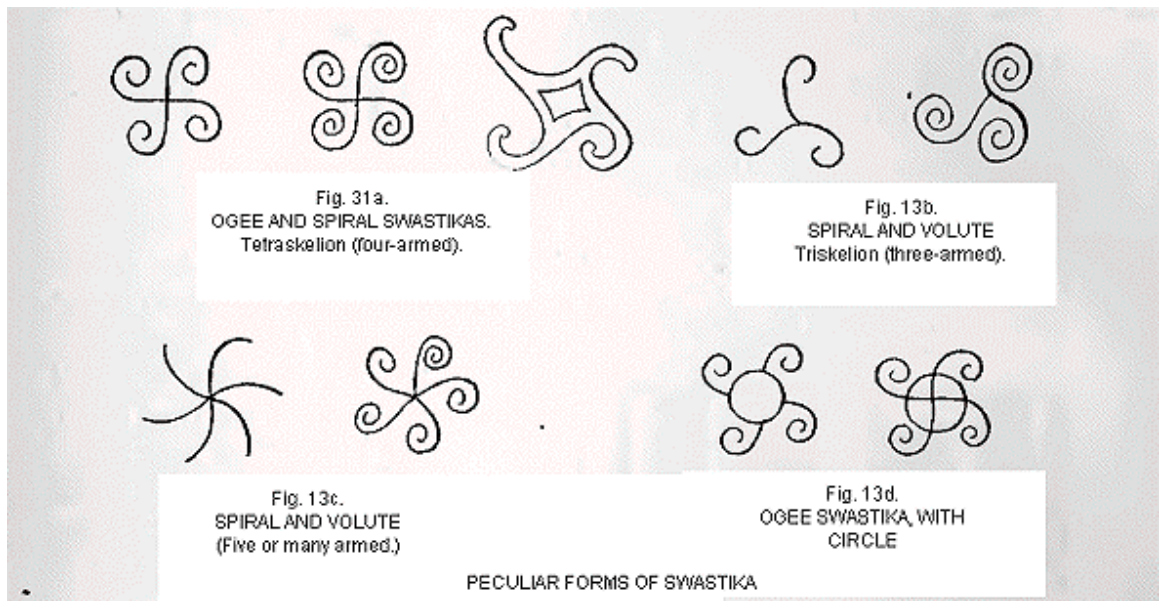 Fig. 31a.
OGEE AND SPIRAL SWASTIKAS.
Tetraskelion (four-armed).
Fig. 13b.
SPIRAL AND VOLUTE
Triskelion (three-armed).
Fig. 13c.
SPIRAL AND VOLUTE
(Five or many armed.)
Fig. 13d.
OGEE SWASTIKA, WITH
CIRCLE
PECULIAR FORMS OF SWASTIKA